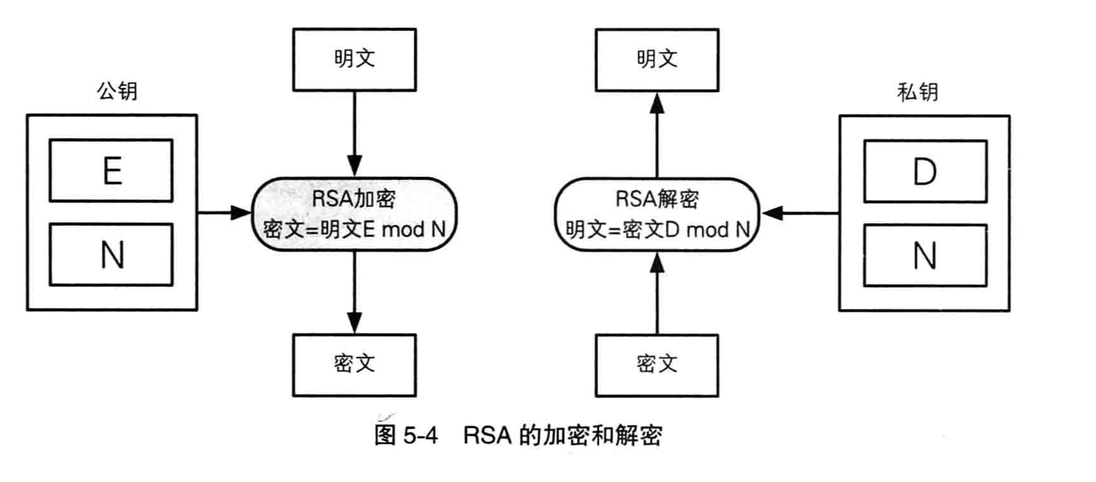 明文
明文
公钥
私钥
E
N
RSA加密
密文=明文E mod N
RSA解密
明文=密文D mod N
D
N
密文
密文
图 5-4 RSA 的加密和解密